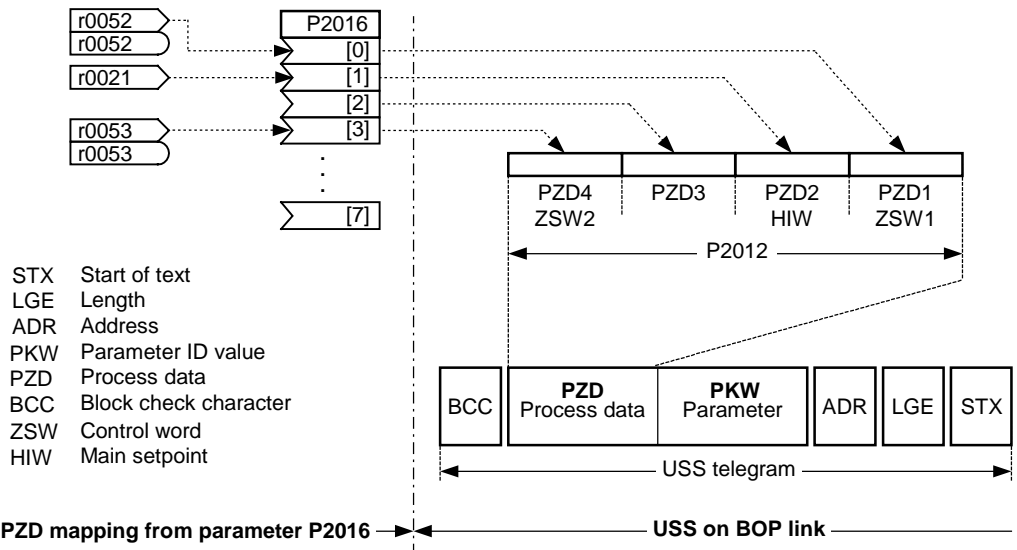 r0052
r0052
r0021
r0053
r0053
P2016
[0]
[1]
[2]
[3]
.
.
.
[7]
PZD4 PZD3 PZD2 PZD1
ZSW2 HIW ZSW1
P2012
STX Start of text
LGE Length
ADR Address
PKW Parameter ID value
PZD Process data
BCC Block check character
ZSW Control word
HIW Main setpoint
BCC
PZD
Process data
PKW
Parameter
ADR
LGE
STX
USS telegram
PZD mapping from parameter P2016
USS on BOP link